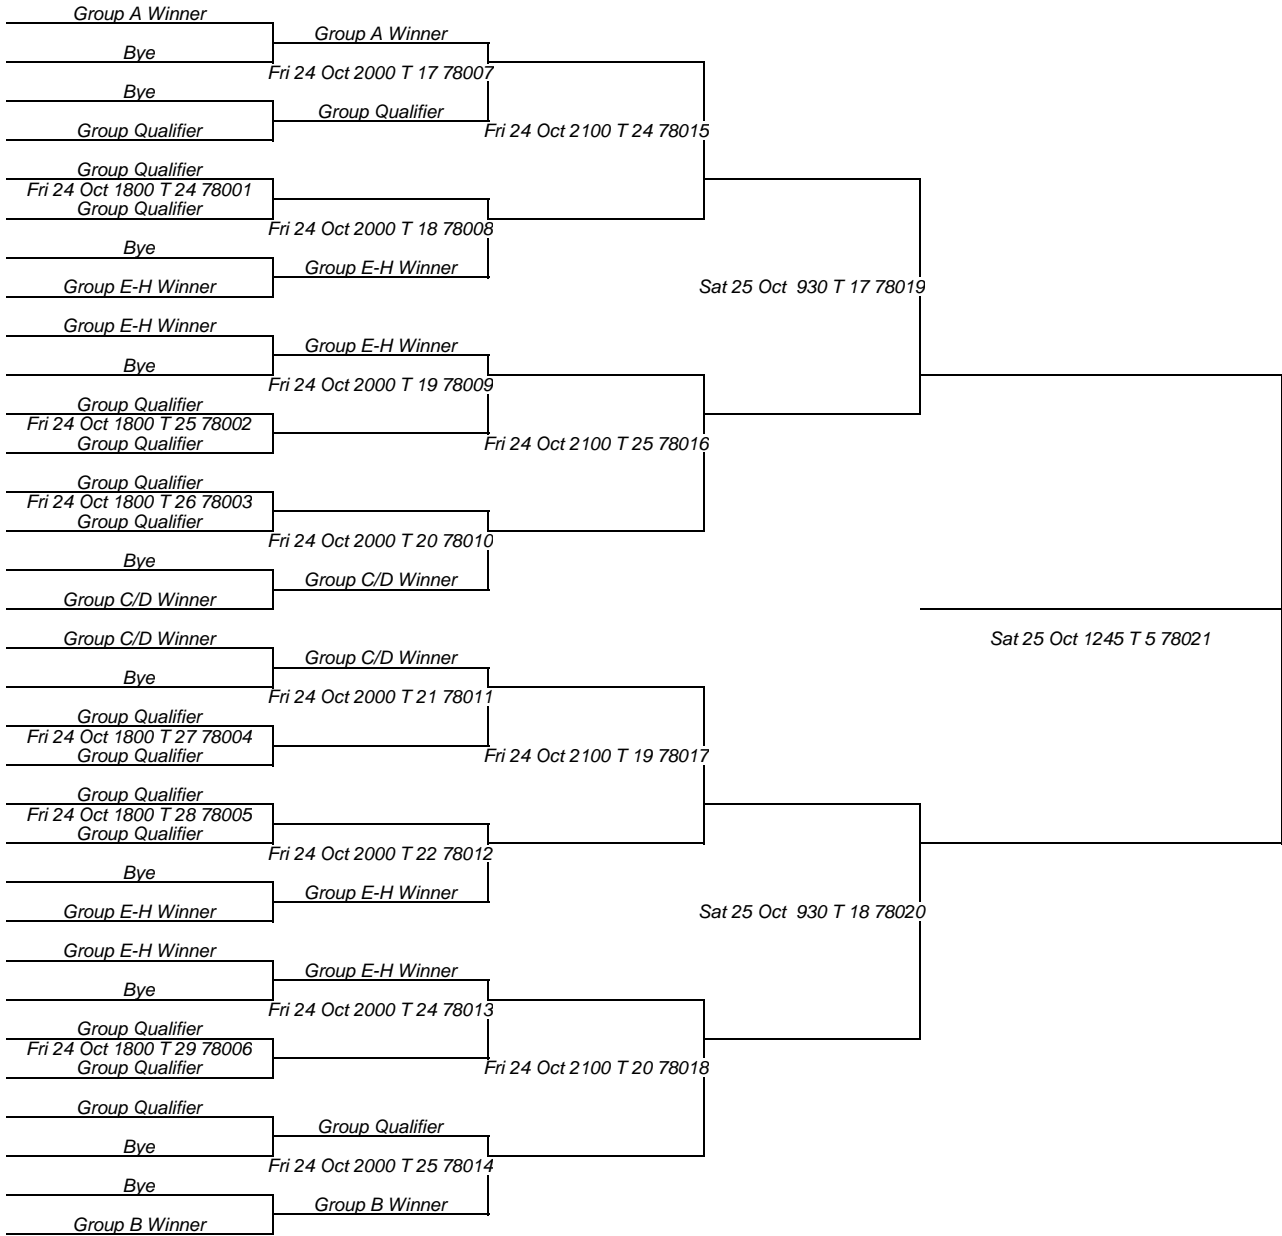 Group A Winner
Group A Winner
Bye
Fri 24 Oct 2000 T 17 78007
Bye
Group Qualifier
Group Qualifier
Fri 24 Oct 2100 T 24 78015
Group Qualifier
Fri 24 Oct 1800 T 24 78001
Group Qualifier
Fri 24 Oct 2000 T 18 78008
Bye
Group E-H Winner
Group E-H Winner
Sat 25 Oct 930 T 17 78019
Group E-H Winner
Group E-H Winner
Bye
Fri 24 Oct 2000 T 19 78009
Group Qualifier
Fri 24 Oct 1800 T 25 78002
Group Qualifier
Fri 24 Oct 2100 T 25 78016
Group Qualifier
Fri 24 Oct 1800 T 26 78003
Group Qualifier
Fri 24 Oct 2000 T 20 78010
Bye
Group C/D Winner
Group C/D Winner
Group C/D Winner
Sat 25 Oct 1245 T 5 78021
Group C/D Winner
Bye
Fri 24 Oct 2000 T 21 78011
Group Qualifier
Fri 24 Oct 1800 T 27 78004
Group Qualifier
Fri 24 Oct 2100 T 19 78017
Group Qualifier
Fri 24 Oct 1800 T 28 78005
Group Qualifier
Fri 24 Oct 2000 T 22 78012
Bye
Group E-H Winner
Group E-H Winner
Sat 25 Oct 930 T 18 78020
Group E-H Winner
Group E-H Winner
Bye
Fri 24 Oct 2000 T 24 78013
Group Qualifier
Fri 24 Oct 1800 T 29 78006
Group Qualifier
Fri 24 Oct 2100 T 20 78018
Group Qualifier
Group Qualifier
Bye
Fri 24 Oct 2000 T 25 78014
Bye
Group B Winner
Group B Winner